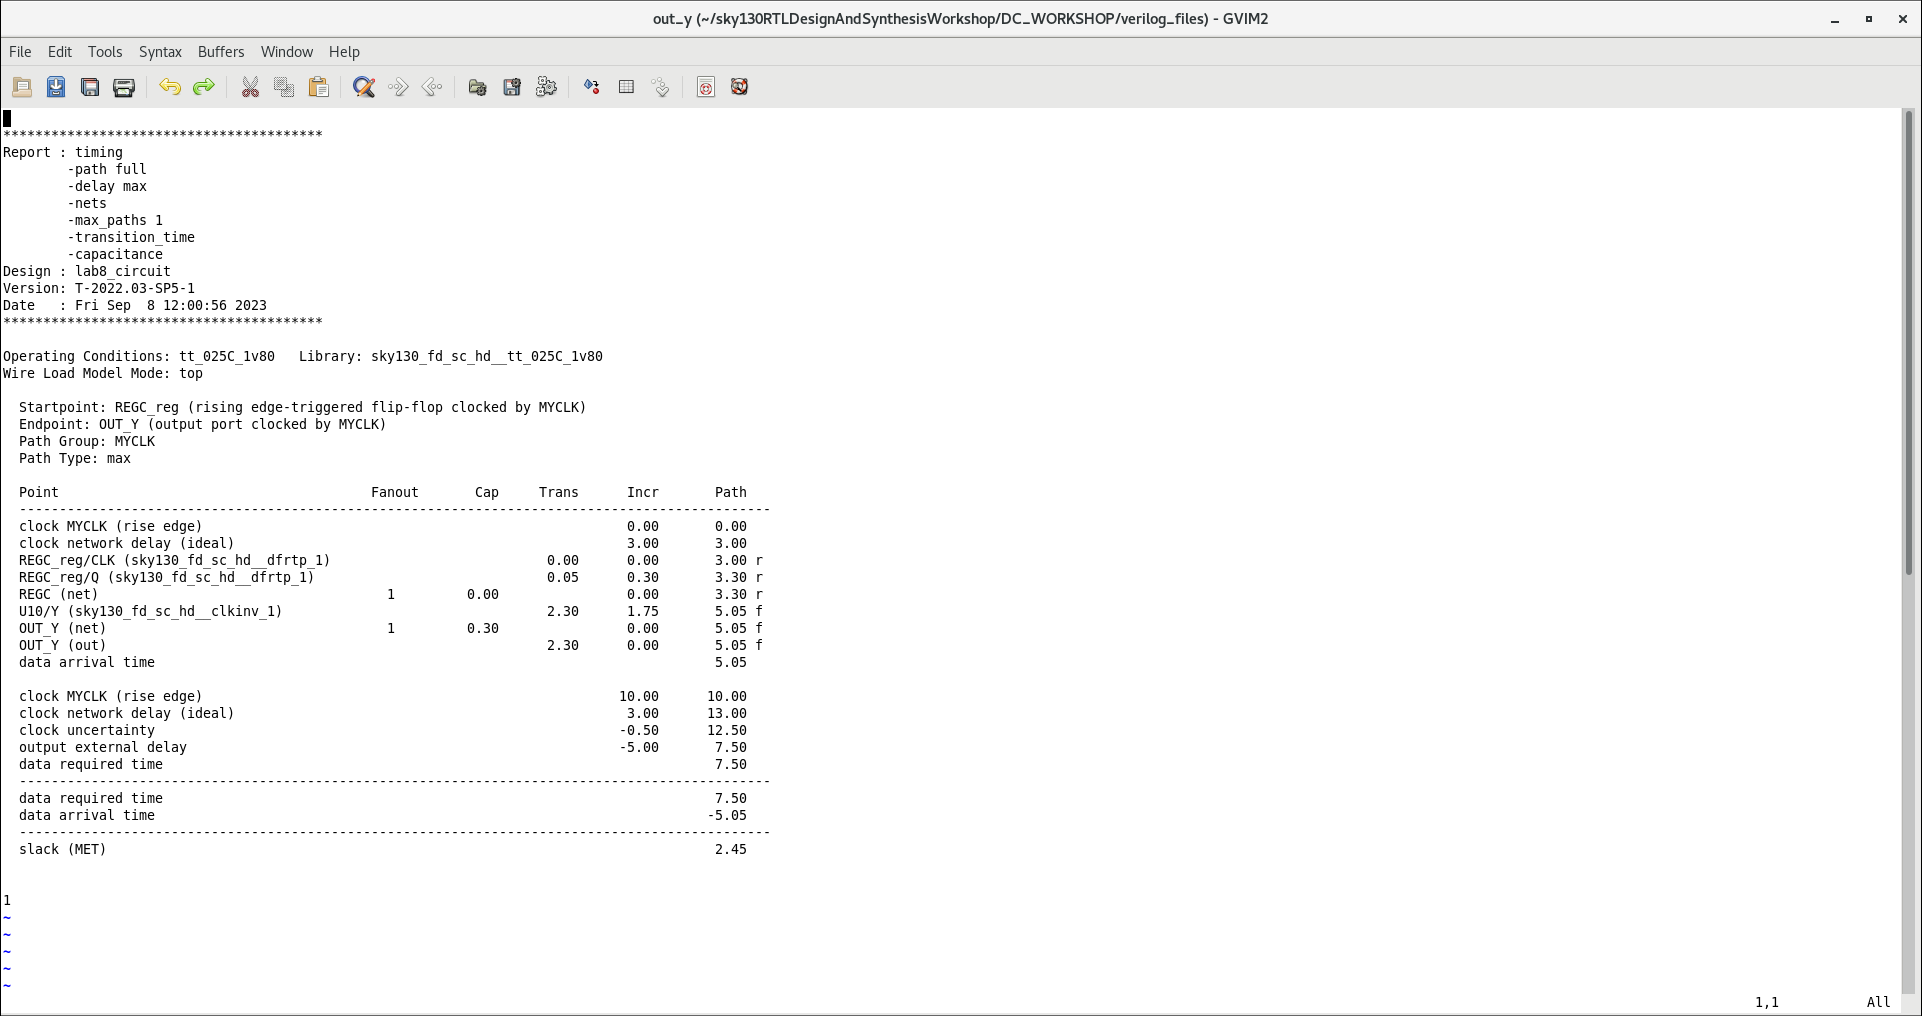 out_y (~/sky130RTLDesignAndSynthesisWorkshop/DC_WORKSHOP/verilog_files) - GVIM2
File Edit Tools Syntax Buffers Window Help
****************************************
Report : timing
        -path full
        -delay max
        -nets
        -max_paths 1
        -transition_time
        -capacitance
Design : lab8_circuit
Version: T-2022.03-SP5-1
Date   : Fri Sep  8 12:00:56 2023
****************************************
Operating Conditions: tt_025C_1v80   Library: sky130_fd_sc_hd__tt_025C_1v80
Wire Load Model Mode: top
  Startpoint: REGC_reg (rising edge-triggered flip-flop clocked by MYCLK)
  Endpoint: OUT_Y (output port clocked by MYCLK)
  Path Group: MYCLK
  Path Type: max
  Point                                       Fanout       Cap     Trans      Incr       Path
  ----------------------------------------------------------------------------------------------
  clock MYCLK (rise edge)                                                     0.00       0.00
  clock network delay (ideal)                                                 3.00       3.00
  REGC_reg/CLK (sky130_fd_sc_hd__dfrtp_1)                           0.00      0.00       3.00 r
  REGC_reg/Q (sky130_fd_sc_hd__dfrtp_1)                             0.05      0.30       3.30 r
  REGC (net)                                    1         0.00                0.00       3.30 r
  U10/Y (sky130_fd_sc_hd__clkinv_1)                                 2.30      1.75       5.05 f
  OUT_Y (net)                                   1         0.30                0.00       5.05 f
  OUT_Y (out)                                                       2.30      0.00       5.05 f
  data arrival time                                                                      5.05
  clock MYCLK (rise edge)                                                    10.00      10.00
  clock network delay (ideal)                                                 3.00      13.00
  clock uncertainty                                                          -0.50      12.50
  output external delay                                                      -5.00       7.50
  data required time                                                                     7.50
  ----------------------------------------------------------------------------------------------
  data required time                                                                     7.50
  data arrival time                                                                     -5.05
  ----------------------------------------------------------------------------------------------
  slack (MET)                                                                            2.45
1
~
~
~
~
~
1,1 All